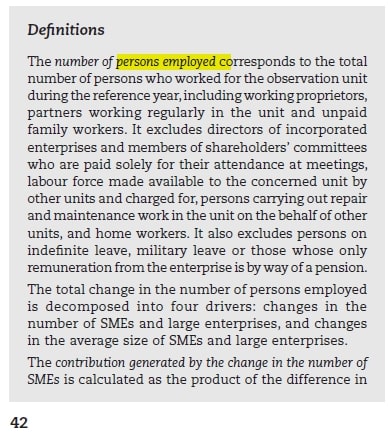 Definitions
The number of persons employed corresponds to the total
number of persons who worked for the observation unit
during the reference year, including working proprietors,
partners working regularly in the unit and unpaid
family workers. It excludes directors of incorporated
enterprises and members of shareholders' committees
who are paid solely for their attendance at meetings,
labour force made available to the concerned unit by
other units and charged for, persons carrying out repair
and maintenance work in the unit on the behalf of other
units, and home workers. It also excludes persons on
indefinite leave, military leave or those whose only
remuneration from the enterprise is by way of a pension.
The total change in the number of persons employed
is decomposed into four drivers: changes in the
number of SMEs and large enterprises, and changes
in the average size of SMEs and large enterprises.
The contribution generated by the change in the number of
SMEs is calculated as the product of the difference in
42